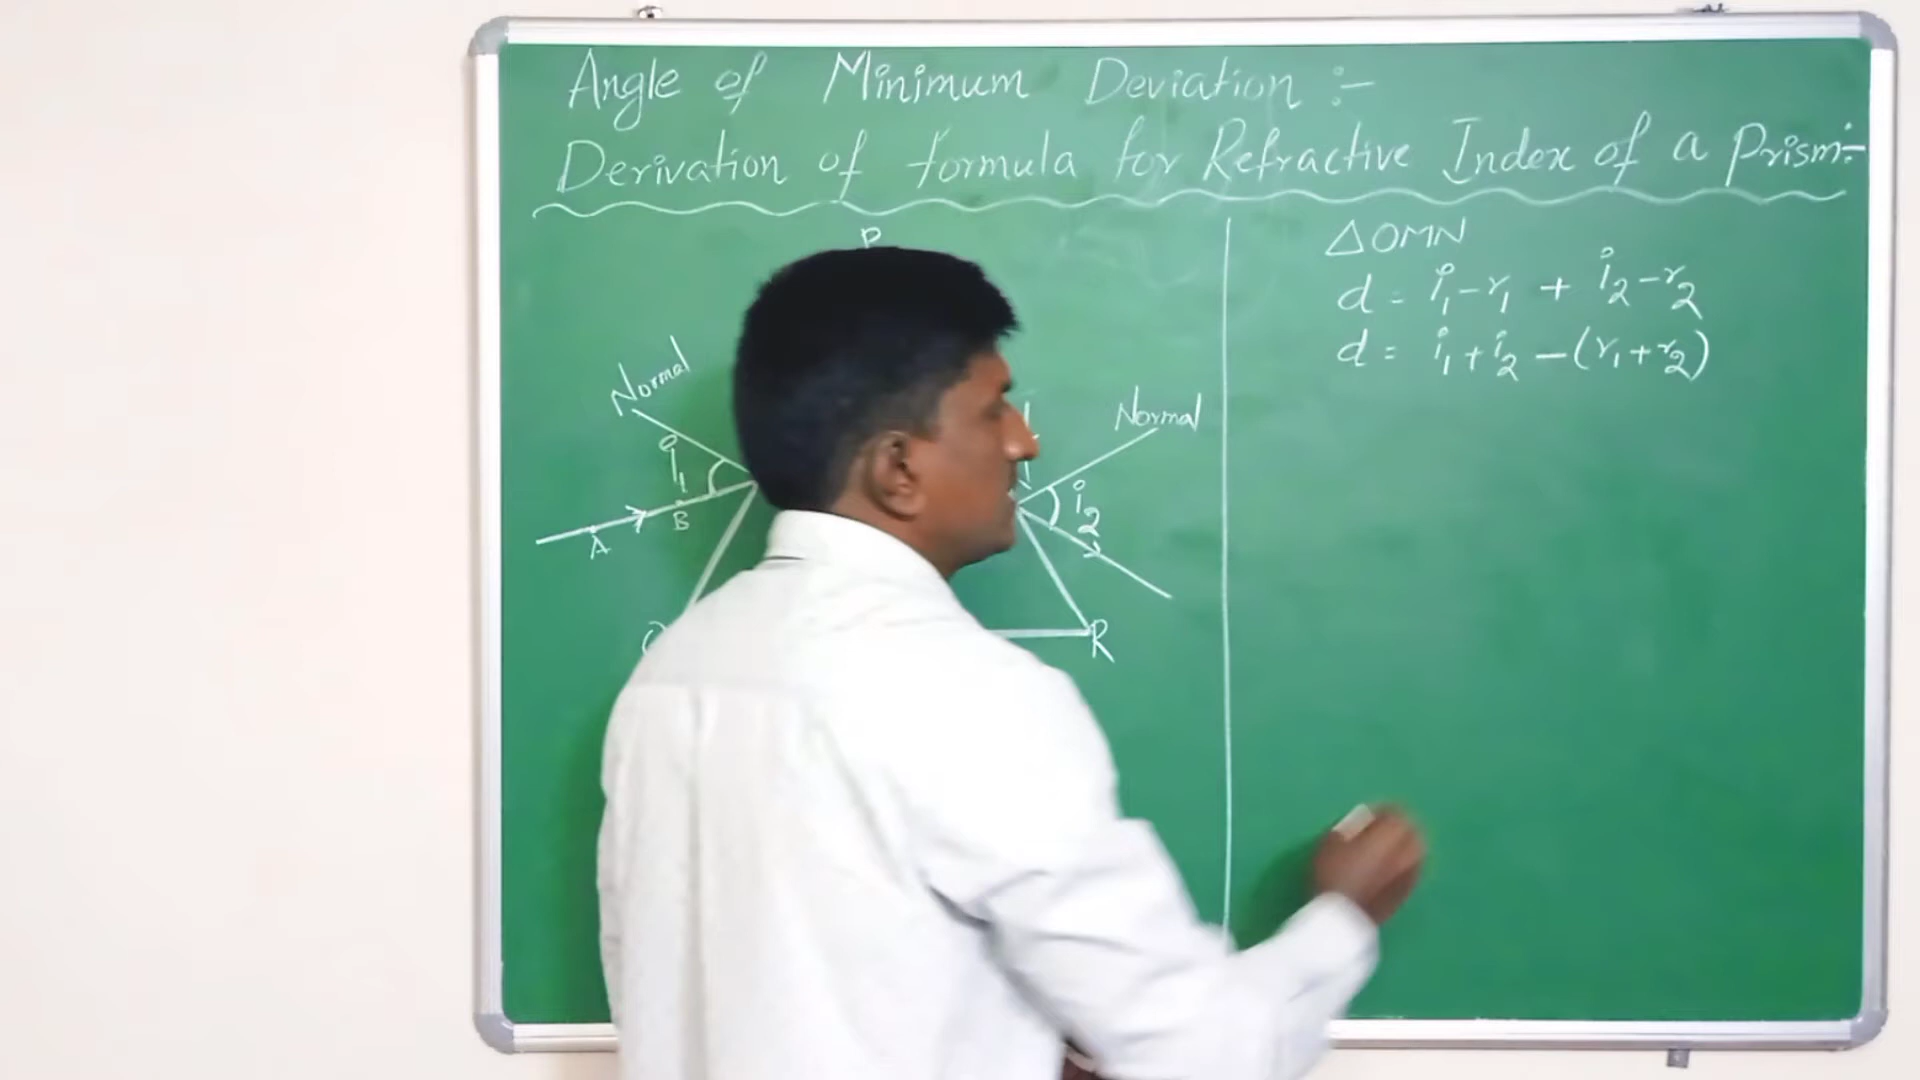 Angle of Minimum Deviation :-
Derivation of formula for Refractive Index of a Prism:-
P
Normal
i₁
A
B
Normal
i₂
R
△OMN
d = i₁-r₁ + i₂-r₂
d = i₁+i₂-(r₁+r₂)